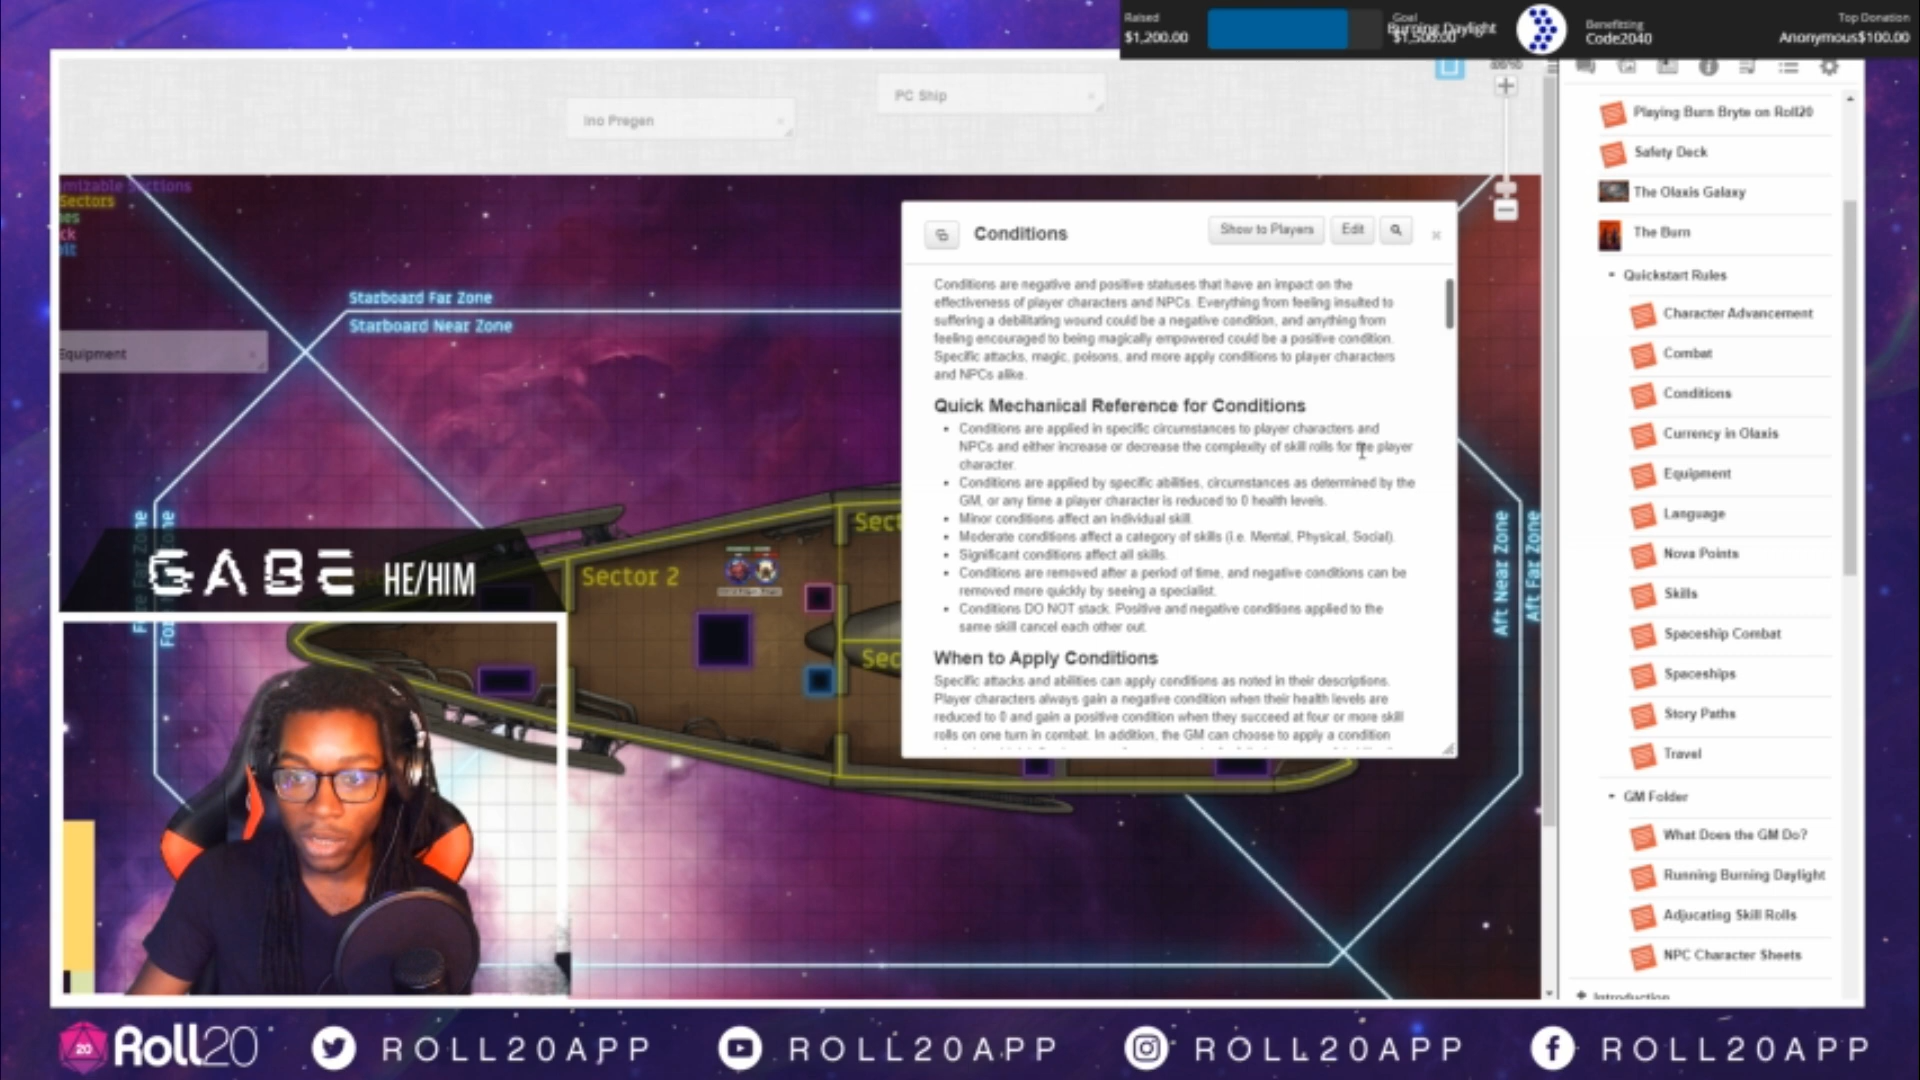 Raised
$1,200.00
Goal
$1,500.00
Burning Daylight
Benefitting
Code2040
Top Donation
Anonymous$100.00
PC Ship
Ino Pregen
Sectors
Equipment
Starboard Far Zone
Starboard Near Zone
Sector 2
Aft Near Zone
Aft Far Zone
GABE HE/HIM
Conditions
Show to Players
Edit
Conditions are negative and positive statuses that have an impact on the
effectiveness of player characters and NPCs. Everything from feeling insulted to
suffering a debilitating wound could be a negative condition, and anything from
feeling encouraged to being magically empowered could be a positive condition.
Specific attacks, magic, poisons, and more apply conditions to player characters
and NPCs alike.
Quick Mechanical Reference for Conditions
Conditions are applied in specific circumstances to player characters and
NPCs and either increase or decrease the complexity of skill rolls for the player
character.
Conditions are applied by specific abilities, circumstances as determined by the
GM, or any time a player character is reduced to 0 health levels.
Minor conditions affect an individual skill.
Moderate conditions affect a category of skills (i.e. Mental, Physical, Social).
Significant conditions affect all skills.
Conditions are removed after a period of time, and negative conditions can be
removed more quickly by seeing a specialist.
Conditions DO NOT stack. Positive and negative conditions applied to the
same skill cancel each other out.
When to Apply Conditions
Specific attacks and abilities can apply conditions as noted in their descriptions.
Player characters always gain a negative condition when their health levels are
reduced to 0 and gain a positive condition when they succeed at four or more skill
rolls on one turn in combat. In addition, the GM can choose to apply a condition
Playing Burn Bryte on Roll20
Safety Deck
The Olaxis Galaxy
The Burn
Quickstart Rules
Character Advancement
Combat
Conditions
Currency in Olaxis
Equipment
Language
Nova Points
Skills
Spaceship Combat
Spaceships
Story Paths
Travel
GM Folder
What Does the GM Do?
Running Burning Daylight
Adjucating Skill Rolls
NPC Character Sheets
Introduction
20
Roll20
ROLL20APP
ROLL20APP
ROLL20APP
ROLL20APP